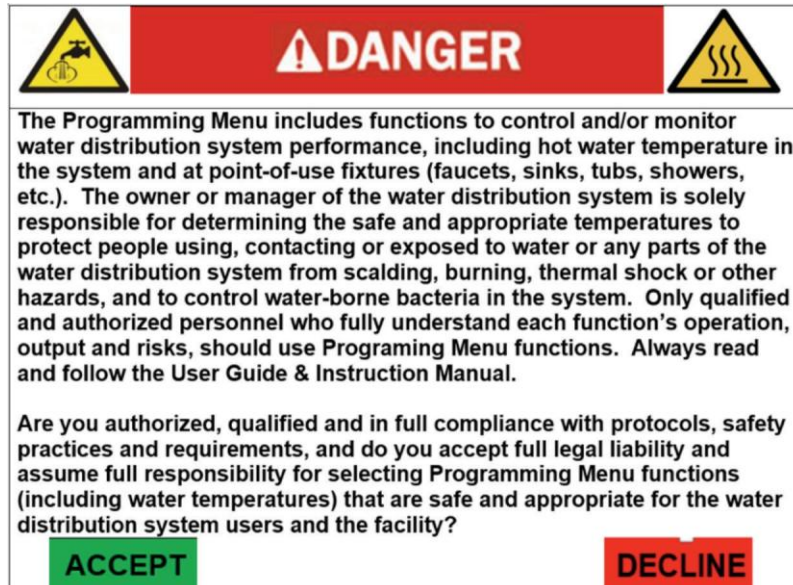 DANGER
The Programming Menu includes functions to control and/or monitor
water distribution system performance, including hot water temperature in
the system and at point-of-use fixtures (faucets, sinks, tubs, showers,
etc.).  The owner or manager of the water distribution system is solely
responsible for determining the safe and appropriate temperatures to
protect people using, contacting or exposed to water or any parts of the
water distribution system from scalding, burning, thermal shock or other
hazards, and to control water-borne bacteria in the system.  Only qualified
and authorized personnel who fully understand each function's operation,
output and risks, should use Programing Menu functions.  Always read
and follow the User Guide & Instruction Manual.
Are you authorized, qualified and in full compliance with protocols, safety
practices and requirements, and do you accept full legal liability and
assume full responsibility for selecting Programming Menu functions
(including water temperatures) that are safe and appropriate for the water
distribution system users and the facility?
ACCEPT DECLINE